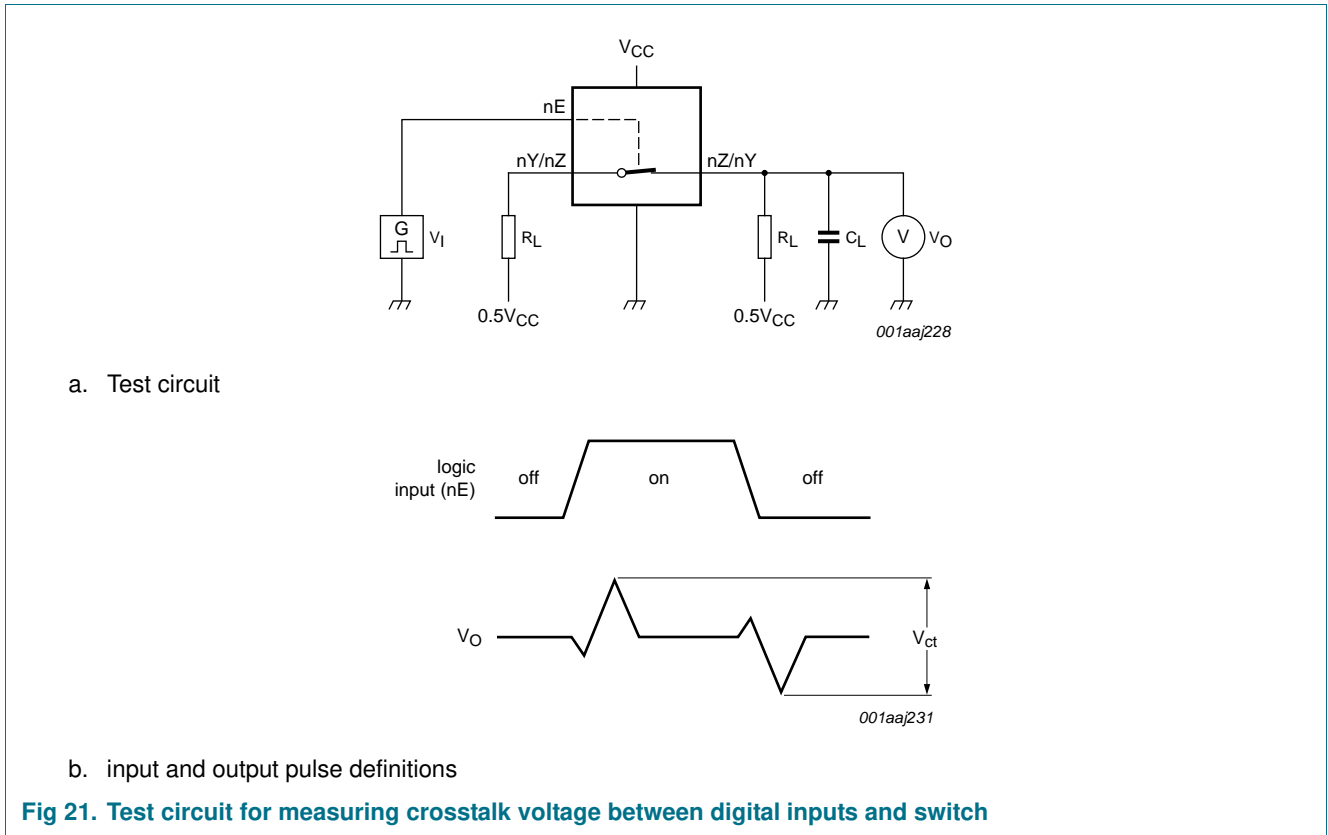 VCC
nE
nY/nZ
nZ/nY
G
VI
RL
RL
CL
V
VO
0.5VCC
0.5VCC
001aaj228
a. Test circuit
logic
input (nE)
off
on
off
VO
Vct
001aaj231
b. input and output pulse definitions
Fig 21. Test circuit for measuring crosstalk voltage between digital inputs and switch